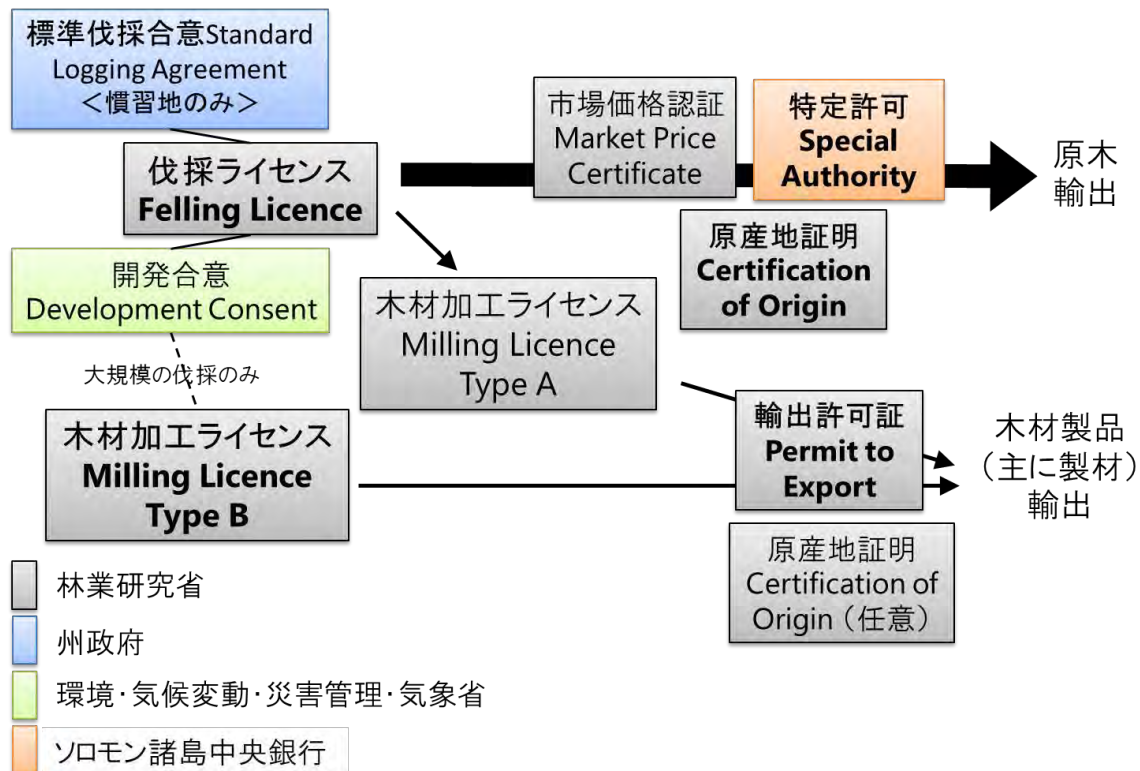 標準伐採合意Standard
Logging Agreement
＜慣習地のみ＞
伐採ライセンス
Felling Licence
開発合意
Development Consent
大規模の伐採のみ
木材加工ライセンス
Milling Licence
Type B
木材加工ライセンス
Milling Licence
Type A
市場価格認証
Market Price
Certificate
特定許可
Special
Authority
原木
輸出
原産地証明
Certification
of Origin
輸出許可証
Permit to
Export
木材製品
（主に製材）
輸出
原産地証明
Certification of
Origin（任意）
林業研究省
州政府
環境・気候変動・災害管理・気象省
ソロモン諸島中央銀行